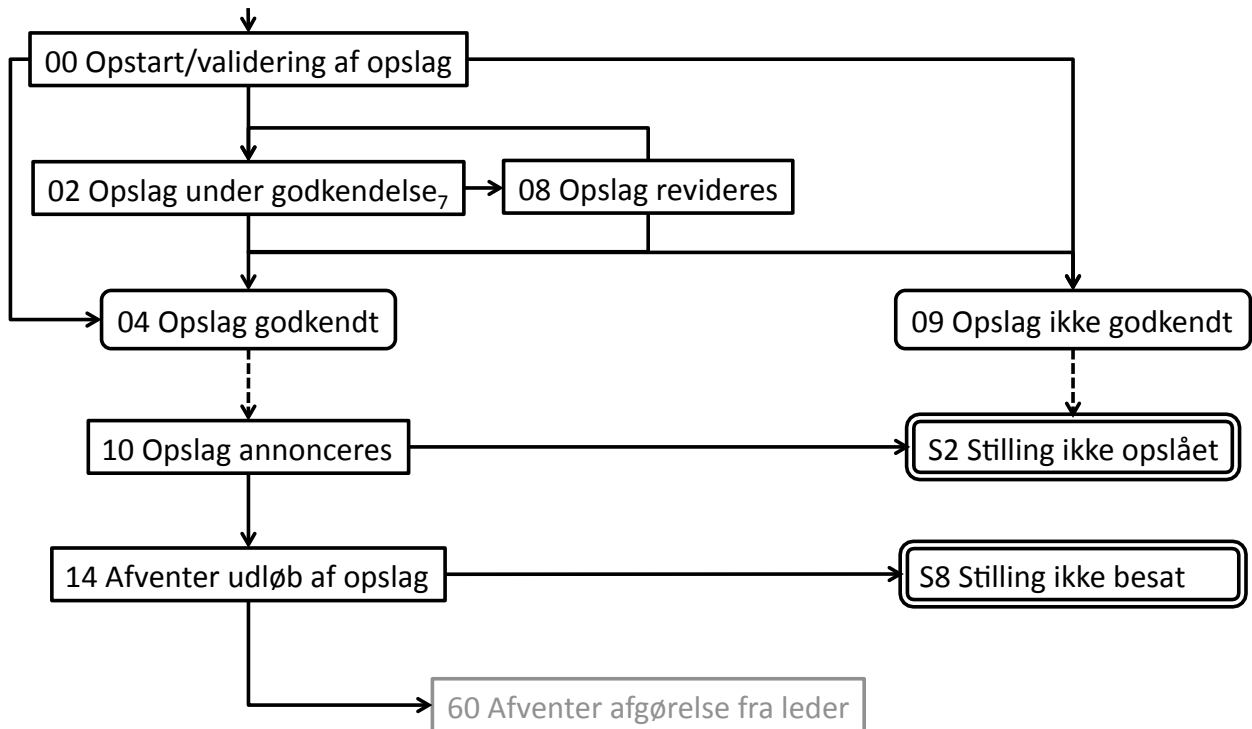 00 Opstart/validering af opslag
02 Opslag under godkendelse₇
08 Opslag revideres
04 Opslag godkendt
09 Opslag ikke godkendt
10 Opslag annonceres
S2 Stilling ikke opslået
14 Afventer udløb af opslag
S8 Stilling ikke besat
60 Afventer afgørelse fra leder